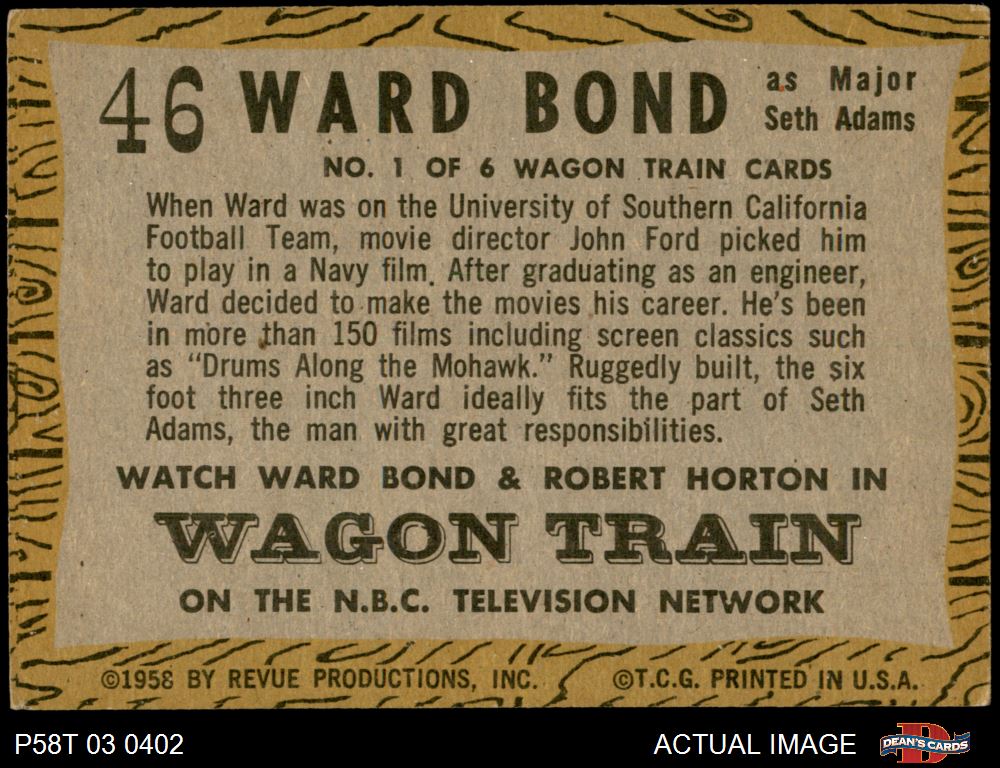 46 WARD BOND as Major Seth Adams
NO. 1 OF 6 WAGON TRAIN CARDS
When Ward was on the University of Southern California
Football Team, movie director John Ford picked him
to play in a Navy film. After graduating as an engineer,
Ward decided to make the movies his career. He's been
in more than 150 films including screen classics such
as "Drums Along the Mohawk." Ruggedly built, the six
foot three inch Ward ideally fits the part of Seth
Adams, the man with great responsibilities.
WATCH WARD BOND & ROBERT HORTON IN
WAGON TRAIN
ON THE N.B.C. TELEVISION NETWORK
©1958 BY REVUE PRODUCTIONS, INC. ©T.C.G. PRINTED IN U.S.A.
P58T 03 0402 ACTUAL IMAGE DEAN'S CARDS